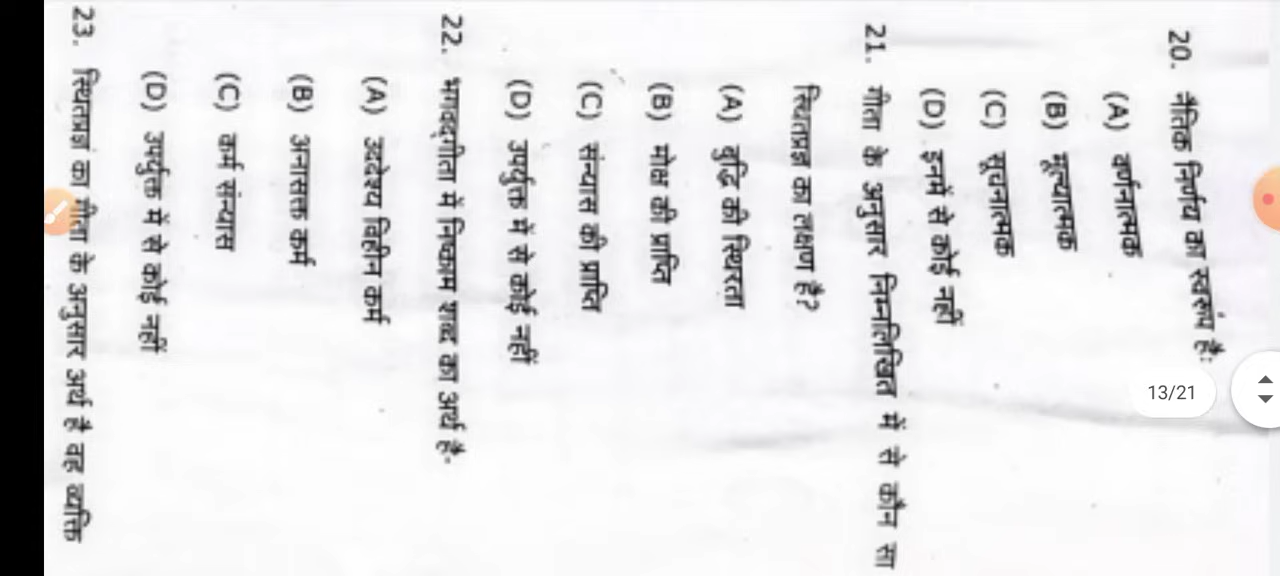 20. नैतिक निर्णय का स्वरूप है:
(A) वर्णनात्मक
(B) मूल्यात्मक
(C) सूचनात्मक
(D) इनमें से कोई नहीं
21. गीता के अनुसार निम्नलिखित में से कौन सा
स्थितप्रज्ञ का लक्षण है?
(A) बुद्धि की स्थिरता
(B) मोक्ष की प्राप्ति
(C) संन्यास की प्राप्ति
(D) उपर्युक्त में से कोई नहीं
22. भगवद्गीता में निष्काम शब्द का अर्थ है-
(A) उद्देश्य विहीन कर्म
(B) अनासक्त कर्म
(C) कर्म संन्यास
(D) उपर्युक्त में से कोई नहीं
23. स्थितप्रज्ञ का गीता के अनुसार अर्थ है वह व्यक्ति
13/21